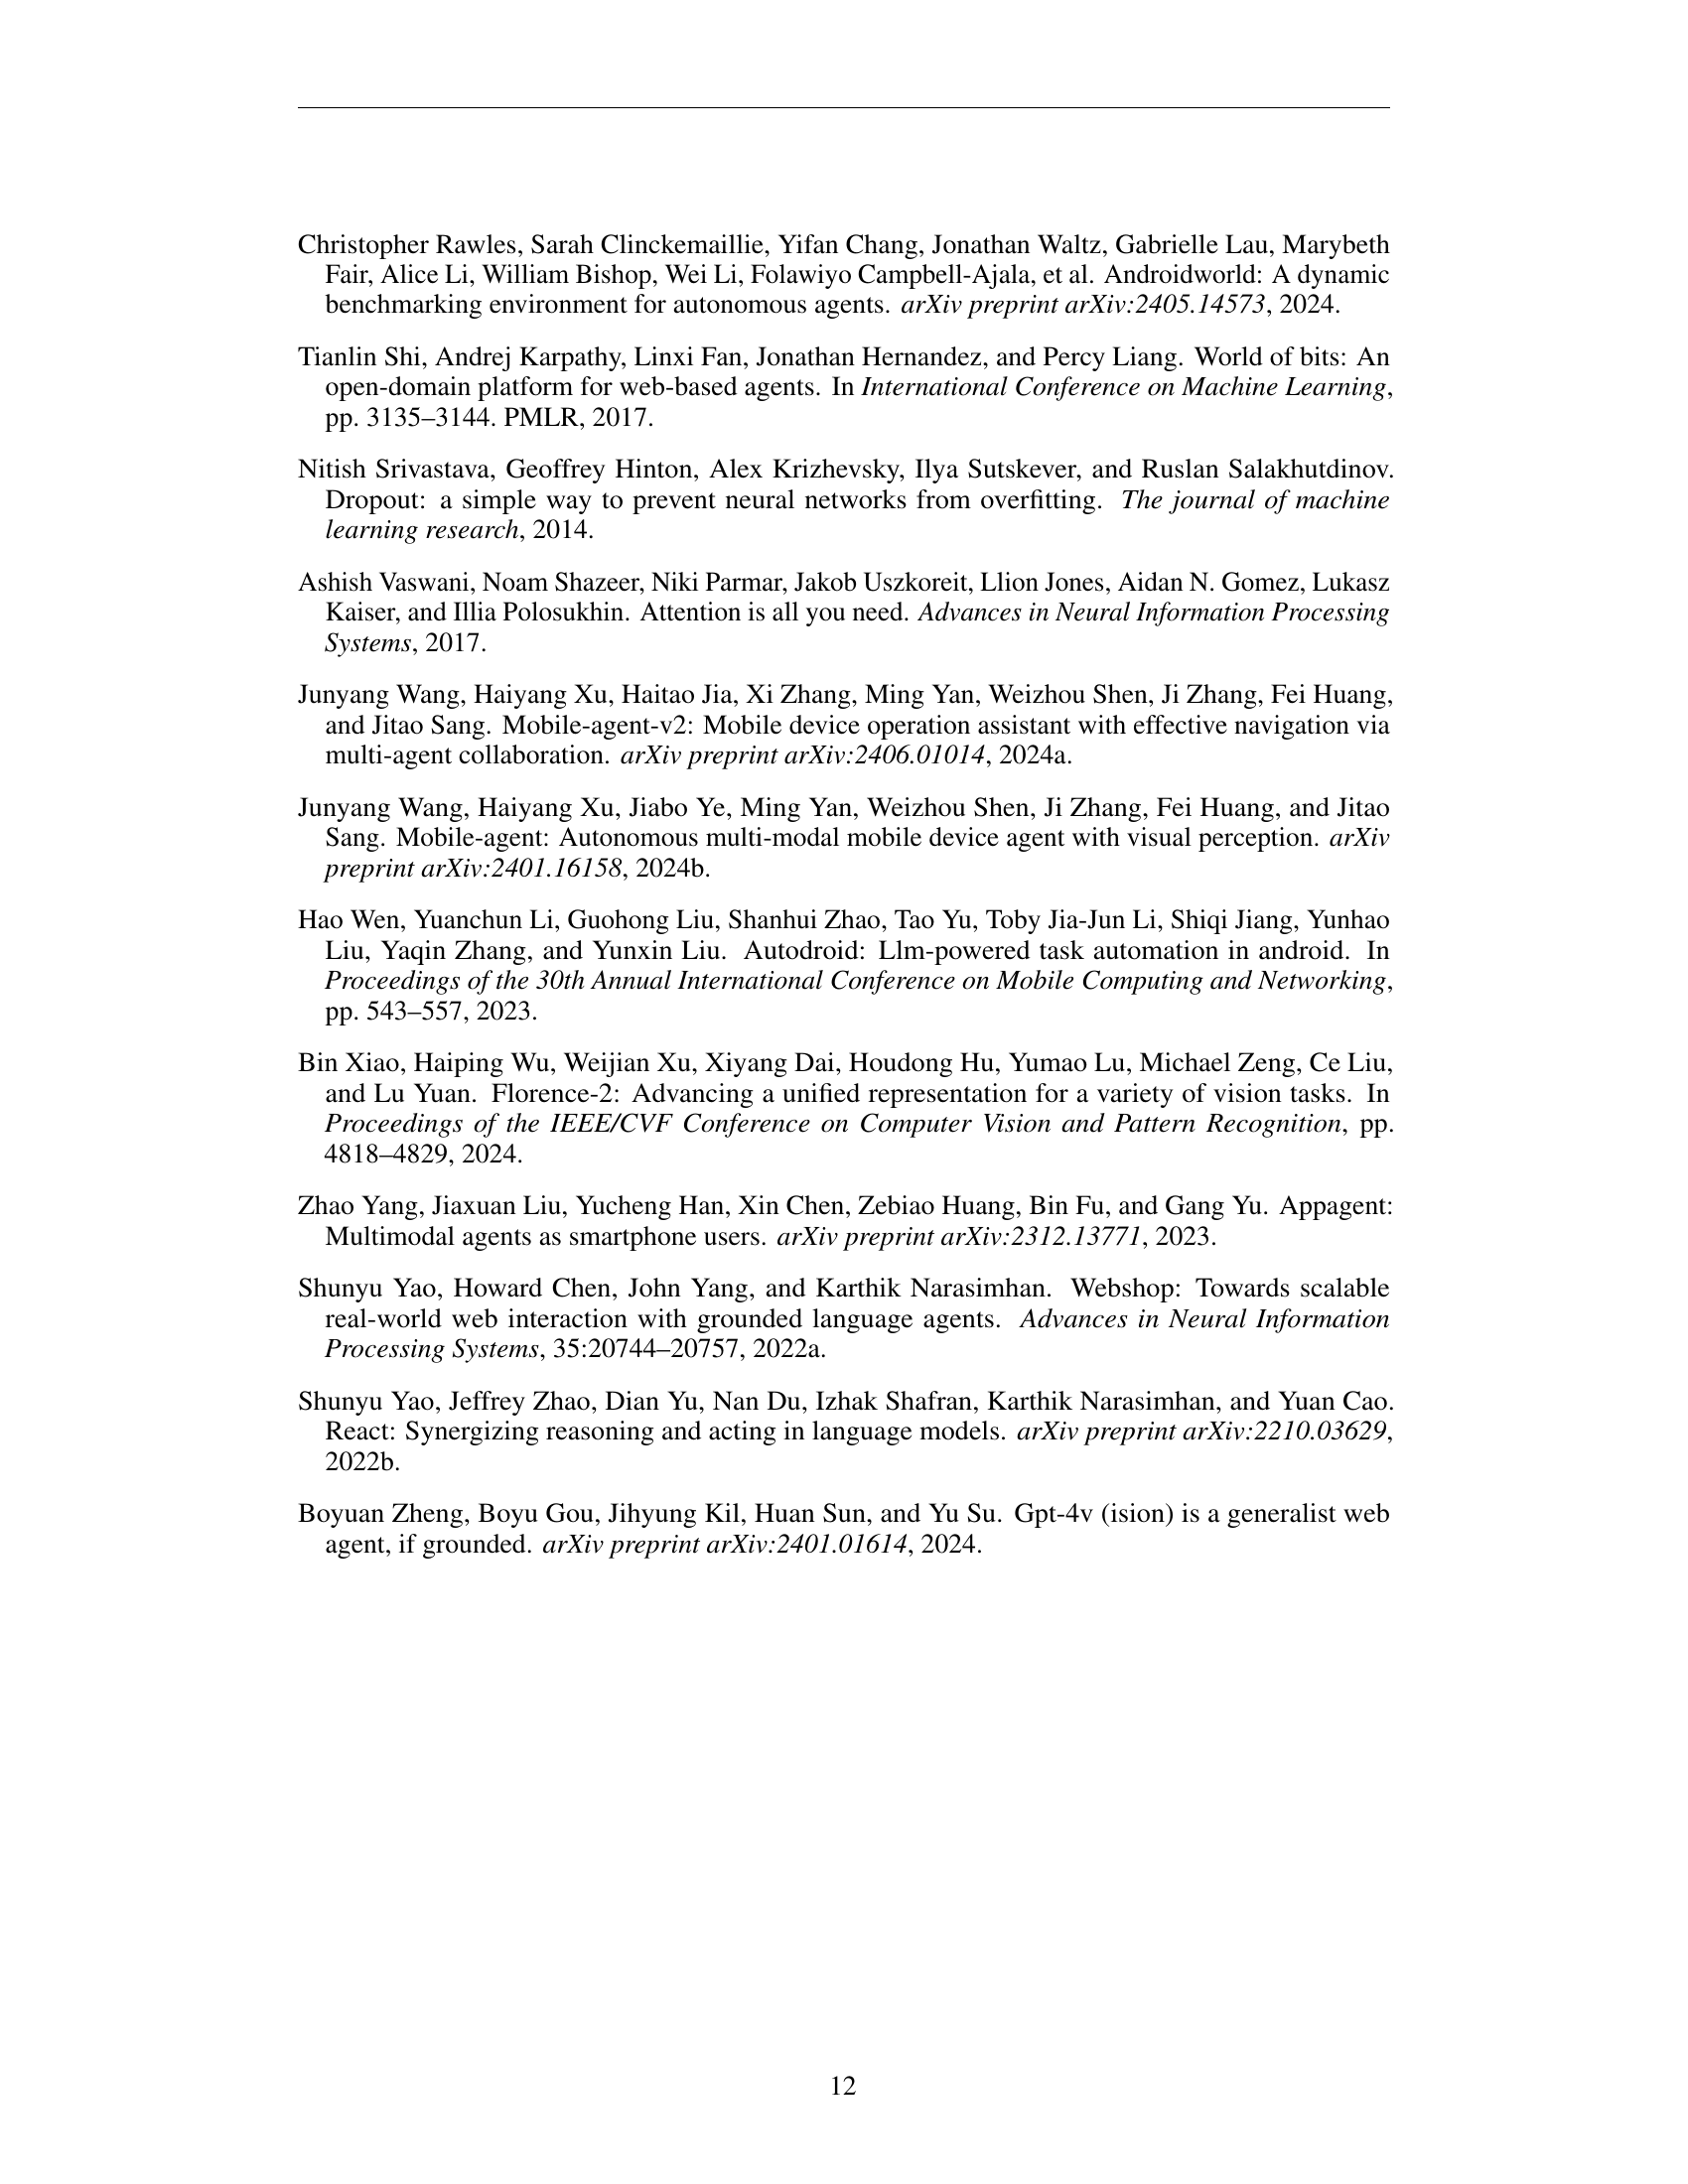 Christopher Rawles, Sarah Clinckemaillie, Yifan Chang, Jonathan Waltz, Gabrielle Lau, Marybeth
Fair, Alice Li, William Bishop, Wei Li, Folawiyo Campbell-Ajala, et al. Androidworld: A dynamic
benchmarking environment for autonomous agents. arXiv preprint arXiv:2405.14573, 2024.
Tianlin Shi, Andrej Karpathy, Linxi Fan, Jonathan Hernandez, and Percy Liang. World of bits: An
open-domain platform for web-based agents. In International Conference on Machine Learning,
pp. 3135–3144. PMLR, 2017.
Nitish Srivastava, Geoffrey Hinton, Alex Krizhevsky, Ilya Sutskever, and Ruslan Salakhutdinov.
Dropout: a simple way to prevent neural networks from overfitting. The journal of machine
learning research, 2014.
Ashish Vaswani, Noam Shazeer, Niki Parmar, Jakob Uszkoreit, Llion Jones, Aidan N. Gomez, Lukasz
Kaiser, and Illia Polosukhin. Attention is all you need. Advances in Neural Information Processing
Systems, 2017.
Junyang Wang, Haiyang Xu, Haitao Jia, Xi Zhang, Ming Yan, Weizhou Shen, Ji Zhang, Fei Huang,
and Jitao Sang. Mobile-agent-v2: Mobile device operation assistant with effective navigation via
multi-agent collaboration. arXiv preprint arXiv:2406.01014, 2024a.
Junyang Wang, Haiyang Xu, Jiabo Ye, Ming Yan, Weizhou Shen, Ji Zhang, Fei Huang, and Jitao
Sang. Mobile-agent: Autonomous multi-modal mobile device agent with visual perception. arXiv
preprint arXiv:2401.16158, 2024b.
Hao Wen, Yuanchun Li, Guohong Liu, Shanhui Zhao, Tao Yu, Toby Jia-Jun Li, Shiqi Jiang, Yunhao
Liu, Yaqin Zhang, and Yunxin Liu. Autodroid: Llm-powered task automation in android. In
Proceedings of the 30th Annual International Conference on Mobile Computing and Networking,
pp. 543–557, 2023.
Bin Xiao, Haiping Wu, Weijian Xu, Xiyang Dai, Houdong Hu, Yumao Lu, Michael Zeng, Ce Liu,
and Lu Yuan. Florence-2: Advancing a unified representation for a variety of vision tasks. In
Proceedings of the IEEE/CVF Conference on Computer Vision and Pattern Recognition, pp.
4818–4829, 2024.
Zhao Yang, Jiaxuan Liu, Yucheng Han, Xin Chen, Zebiao Huang, Bin Fu, and Gang Yu. Appagent:
Multimodal agents as smartphone users. arXiv preprint arXiv:2312.13771, 2023.
Shunyu Yao, Howard Chen, John Yang, and Karthik Narasimhan. Webshop: Towards scalable
real-world web interaction with grounded language agents. Advances in Neural Information
Processing Systems, 35:20744–20757, 2022a.
Shunyu Yao, Jeffrey Zhao, Dian Yu, Nan Du, Izhak Shafran, Karthik Narasimhan, and Yuan Cao.
React: Synergizing reasoning and acting in language models. arXiv preprint arXiv:2210.03629,
2022b.
Boyuan Zheng, Boyu Gou, Jihyung Kil, Huan Sun, and Yu Su. Gpt-4v (ision) is a generalist web
agent, if grounded. arXiv preprint arXiv:2401.01614, 2024.
12